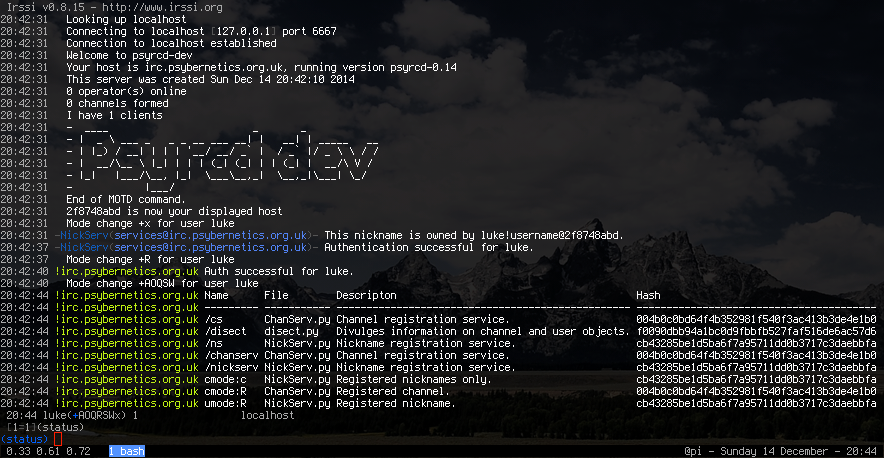 Irssi v0.8.15 - http://www.irssi.org
20:42:31 Looking up localhost
20:42:31 Connecting to localhost [127.0.0.1] port 6667
20:42:31 Connection to localhost established
20:42:31 Welcome to psyrcd-dev
20:42:31 Your host is irc.psybernetics.org.uk, running version psyrcd-0.14
20:42:31 This server was created Sun Dec 14 20:42:10 2014
20:42:31 0 operator(s) online
20:42:31 0 channels formed
20:42:31 I have 1 clients
20:42:31 -
20:42:31 -
20:42:31 -
20:42:31 -
20:42:31 -
20:42:31 -
20:42:31 End of MOTD command.
20:42:31 2f8748abd is now your displayed host
20:42:31 Mode change +x for user luke
20:42:31 -NickServ(services@irc.psybernetics.org.uk)- This nickname is owned by luke!username@2f8748abd.
20:42:37 -NickServ(services@irc.psybernetics.org.uk)- Authentication successful for luke.
20:42:37 Mode change +R for user luke
20:42:40 !irc.psybernetics.org.uk Auth successful for luke.
20:42:40 Mode change +AOQSW for user luke
20:42:44 !irc.psybernetics.org.uk Name File Descripton Hash
20:42:44 !irc.psybernetics.org.uk
20:42:44 !irc.psybernetics.org.uk /cs ChanServ.py Channel registration service. 004b0c0bd64f4b352981f540f3ac413b3de4e1b0
20:42:44 !irc.psybernetics.org.uk /disect disect.py Divulges information on channel and user objects. f0090dbb94a1bc0d9fbbfb527faf516de6ac57d6
20:42:44 !irc.psybernetics.org.uk /ns NickServ.py Nickname registration service. cb43285be1d5ba6f7a95711dd0b3717c3daebbfa
20:42:44 !irc.psybernetics.org.uk /chanserv ChanServ.py Channel registration service. 004b0c0bd64f4b352981f540f3ac413b3de4e1b0
20:42:44 !irc.psybernetics.org.uk /nickserv NickServ.py Nickname registration service. cb43285be1d5ba6f7a95711dd0b3717c3daebbfa
20:42:44 !irc.psybernetics.org.uk cmode:c NickServ.py Registered nicknames only. cb43285be1d5ba6f7a95711dd0b3717c3daebbfa
20:42:44 !irc.psybernetics.org.uk cmode:R ChanServ.py Registered channel. 004b0c0bd64f4b352981f540f3ac413b3de4e1b0
20:42:44 !irc.psybernetics.org.uk umode:R NickServ.py Registered nickname. cb43285be1d5ba6f7a95711dd0b3717c3daebbfa
20:44 luke(+AOQRSWx) 1 localhost
[1=1](status)
(status)
0.33 0.61 0.72 1 bash @pi - Sunday 14 December - 20:44